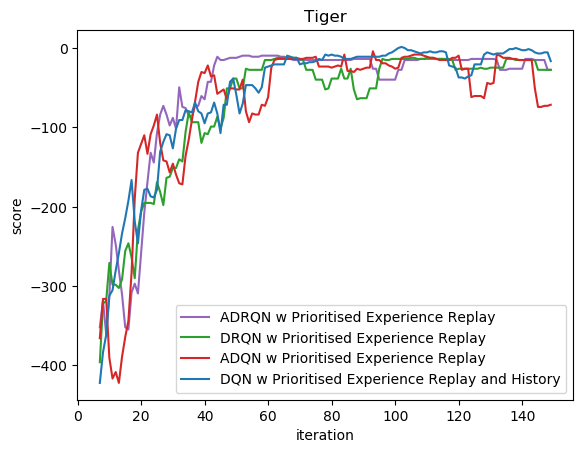 Tiger
score
0
−100
−200
−300
−400
0
20
40
60
80
100
120
140
iteration
ADRQN w Prioritised Experience Replay
DRQN w Prioritised Experience Replay
ADQN w Prioritised Experience Replay
DQN w Prioritised Experience Replay and History